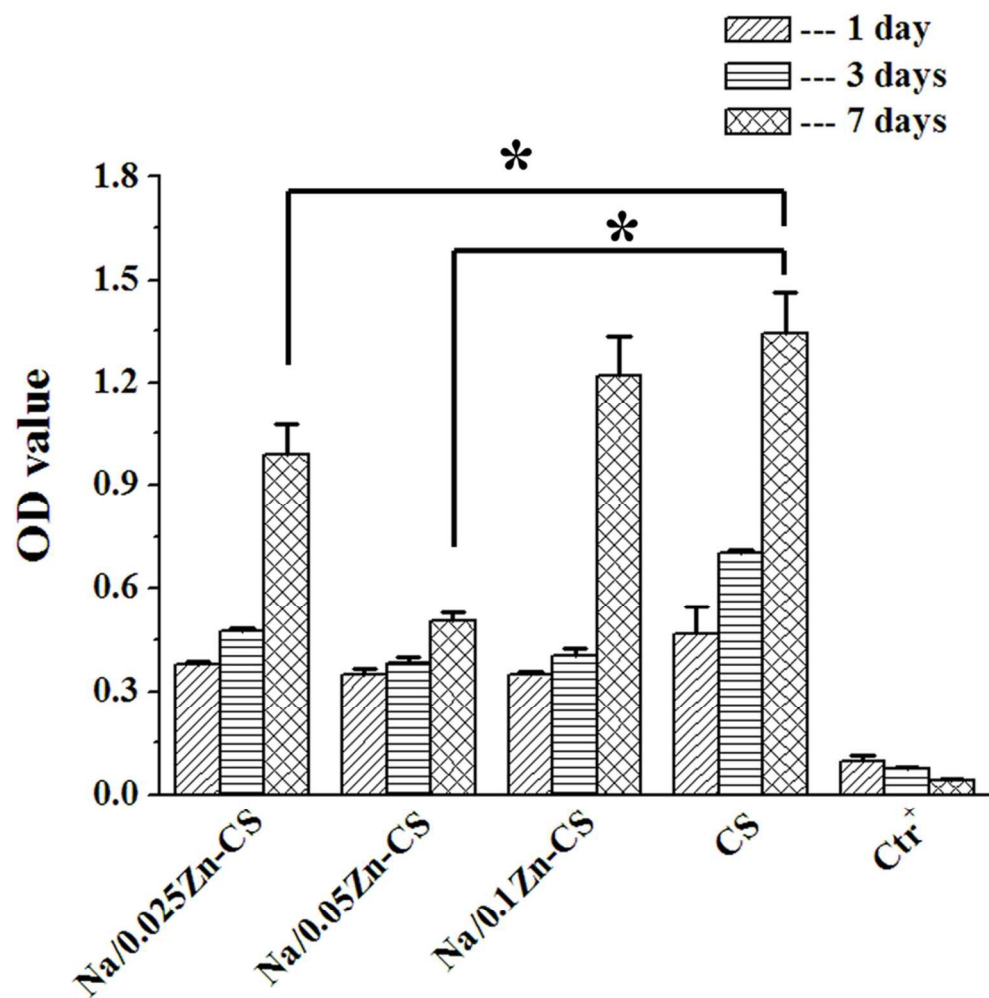 --- 1 day
--- 3 days
--- 7 days
*
*
1.8
1.5
1.2
0.9
0.6
0.3
0.0
OD value
Na/0.025Zn-CS
Na/0.05Zn-CS
Na/0.1Zn-CS
CS
Ctr×